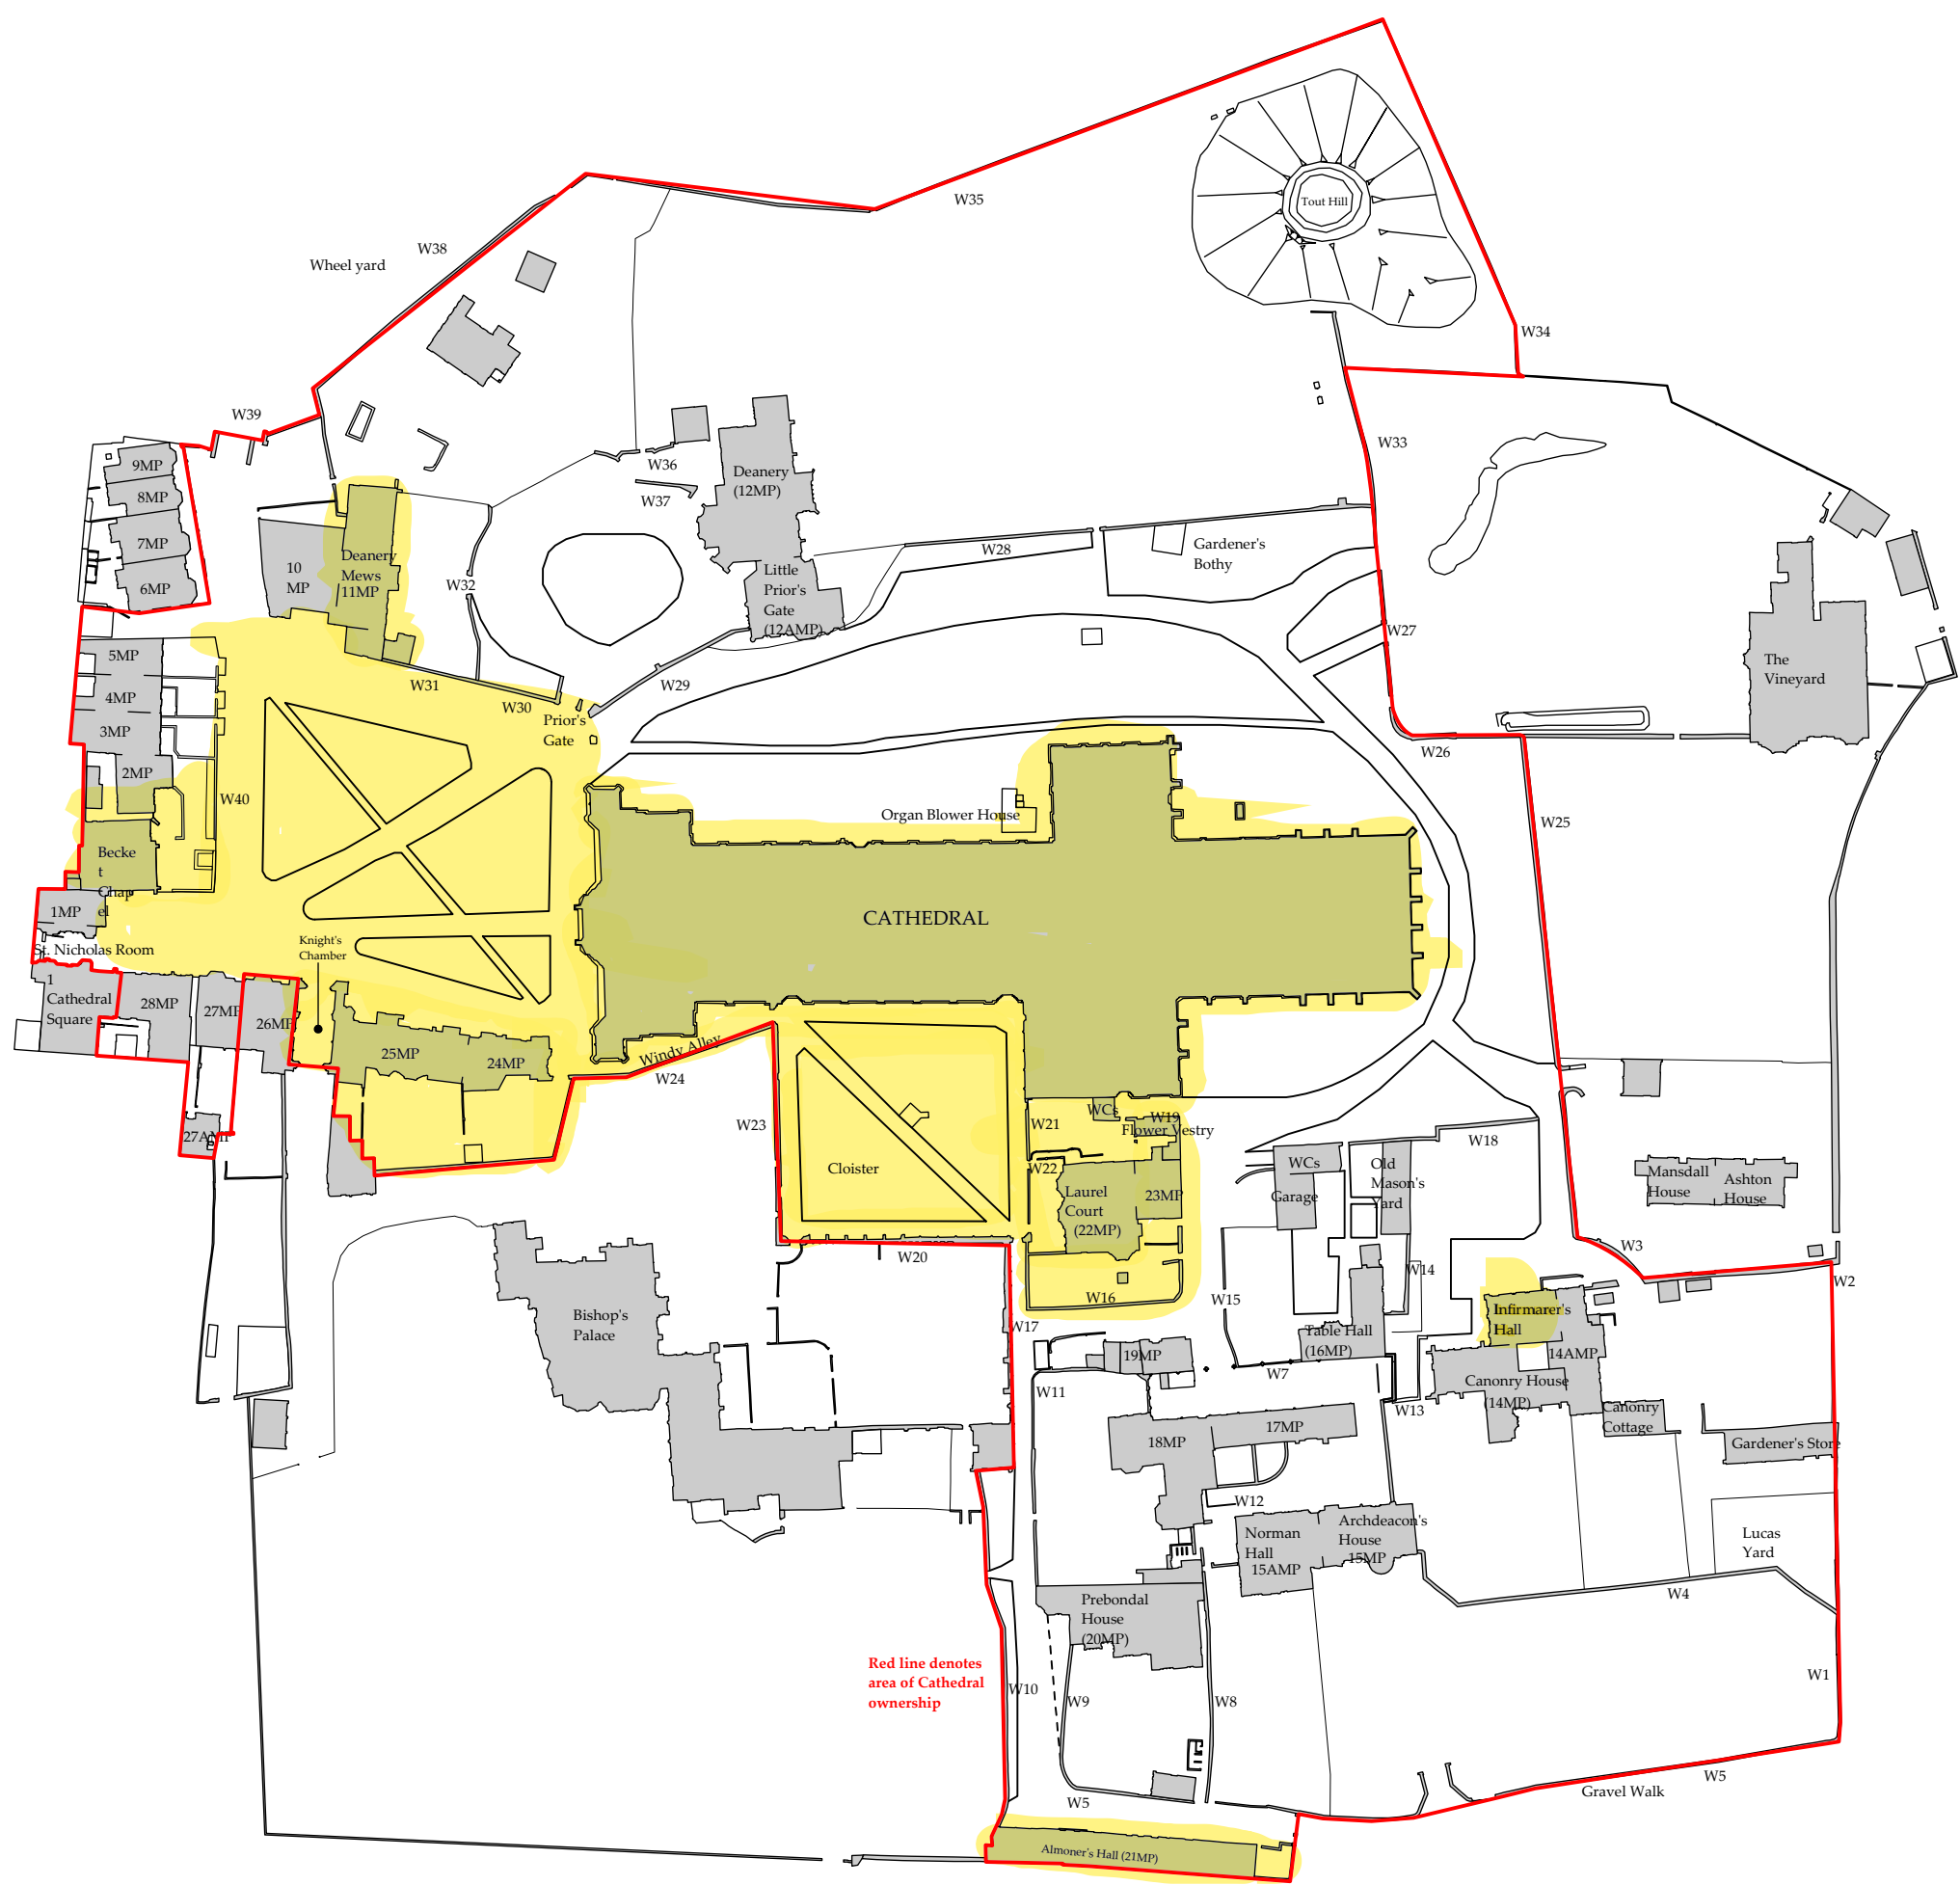 Tout Hill
W35
W38
Wheel yard
W34
W39
W33
9MP
8MP
7MP
6MP
W36
W37
Deanery
(12MP)
10
MP
Deanery
Mews
11MP
W32
Little
Prior's
Gate
(12AMP)
W28
Gardener's
Bothy
W27
5MP
4MP
3MP
2MP
W31
W30
W29
Prior's
Gate
W26
The
Vineyard
W40
Organ Blower House
W25
Becke
t
Chap
el
1MP
St. Nicholas Room
Knight's
Chamber
CATHEDRAL
1
Cathedral
Square
28MP
27MP
26MP
25MP
24MP
Windy Alley
W24
27AMP
W23
Cloister
W21
WCs
W19
Flower Vestry
W22
Laurel
Court
(22MP)
23MP
W18
WCs
Garage
Old
Mason's
Yard
Mansdall
House
Ashton
House
W20
W16
W3
W2
W14
W15
Bishop's
Palace
W17
Infirmarer's
Hall
14AMP
Table Hall
(16MP)
19MP
W7
W11
W13
Canonry House
(14MP)
Canonry
Cottage
18MP
17MP
Gardener's Store
W12
Norman
Hall
15AMP
Archdeacon's
House
15MP
Lucas
Yard
W4
Prebondal
House
(20MP)
Red line denotes
area of Cathedral
ownership
W10
W9
W8
W1
W5
W5
Gravel Walk
Almoner's Hall (21MP)